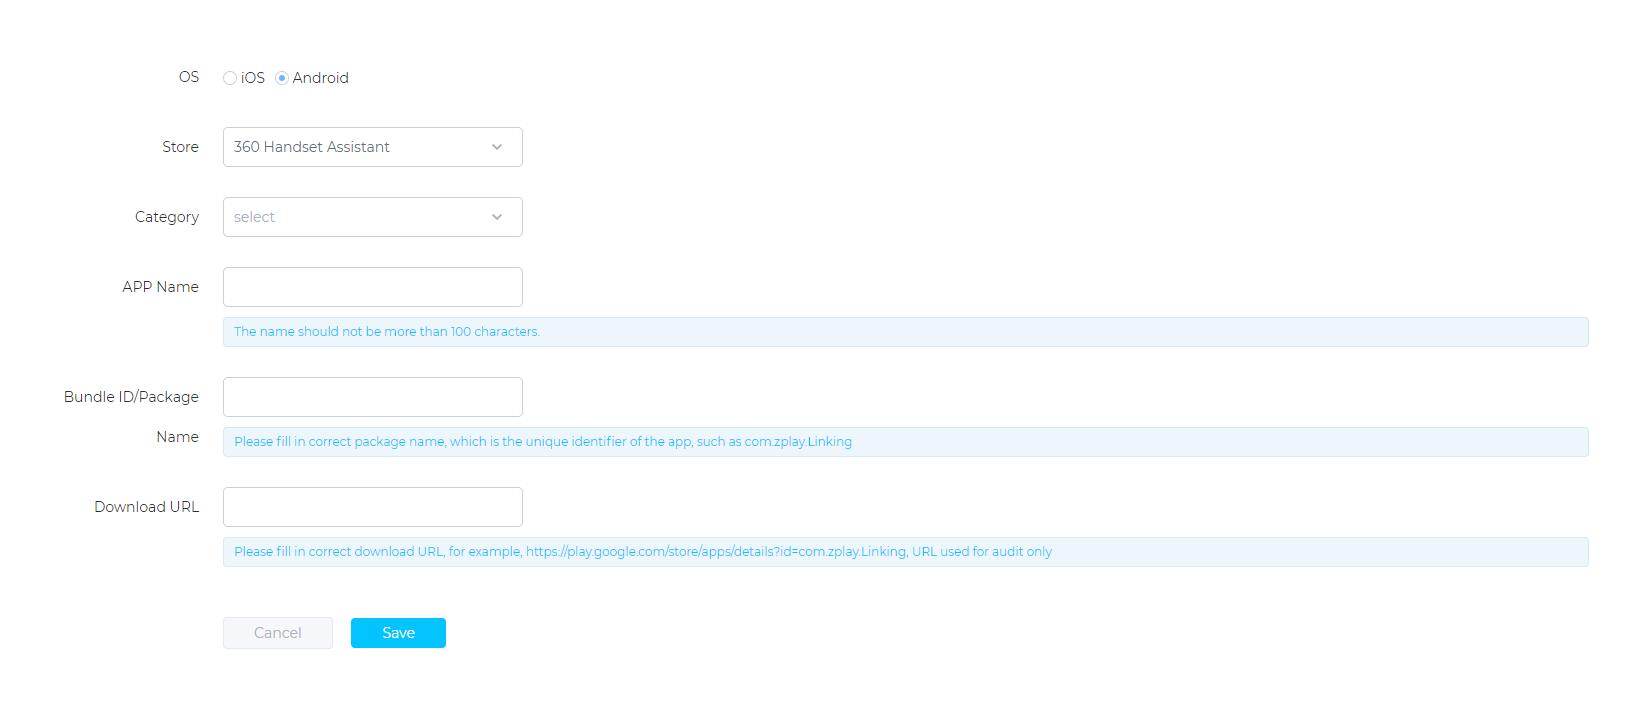 OS iOS Android
Store 360 Handset Assistant
Category select
APP Name
The name should not be more than 100 characters.
Bundle ID/Package
Name Please fill in correct package name, which is the unique identifier of the app, such as com.zplay.Linking
Download URL
Please fill in correct download URL, for example, https://play.google.com/store/apps/details?id=com.zplay.Linking, URL used for audit only
Cancel Save